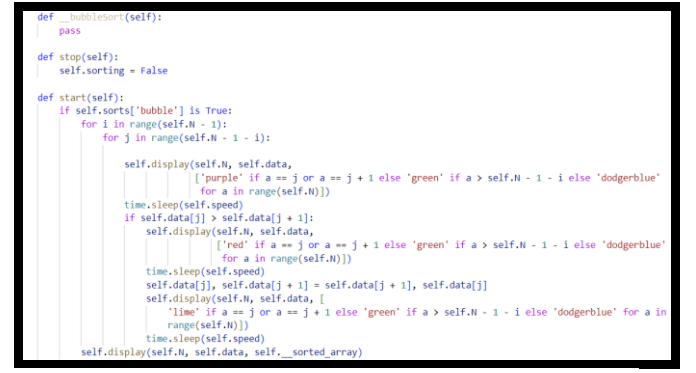 def __bubbleSort(self):
    pass

def stop(self):
    self.sorting = False

def start(self):
    if self.sorts['bubble'] is True:
        for i in range(self.N - 1):
            for j in range(self.N - 1 - i):

                self.display(self.N, self.data,
                             ['purple' if a == j or a == j + 1 else 'green' if a > self.N - 1 - i else 'dodgerblue'
                              for a in range(self.N)])
                time.sleep(self.speed)
                if self.data[j] > self.data[j + 1]:
                    self.display(self.N, self.data,
                                 ['red' if a == j or a == j + 1 else 'green' if a > self.N - 1 - i else 'dodgerblue'
                                  for a in range(self.N)])
                    time.sleep(self.speed)
                    self.data[j], self.data[j + 1] = self.data[j + 1], self.data[j]
                    self.display(self.N, self.data, [
                        'lime' if a == j or a == j + 1 else 'green' if a > self.N - 1 - i else 'dodgerblue' for a in
                        range(self.N)])
                    time.sleep(self.speed)
        self.display(self.N, self.data, self.__sorted_array)